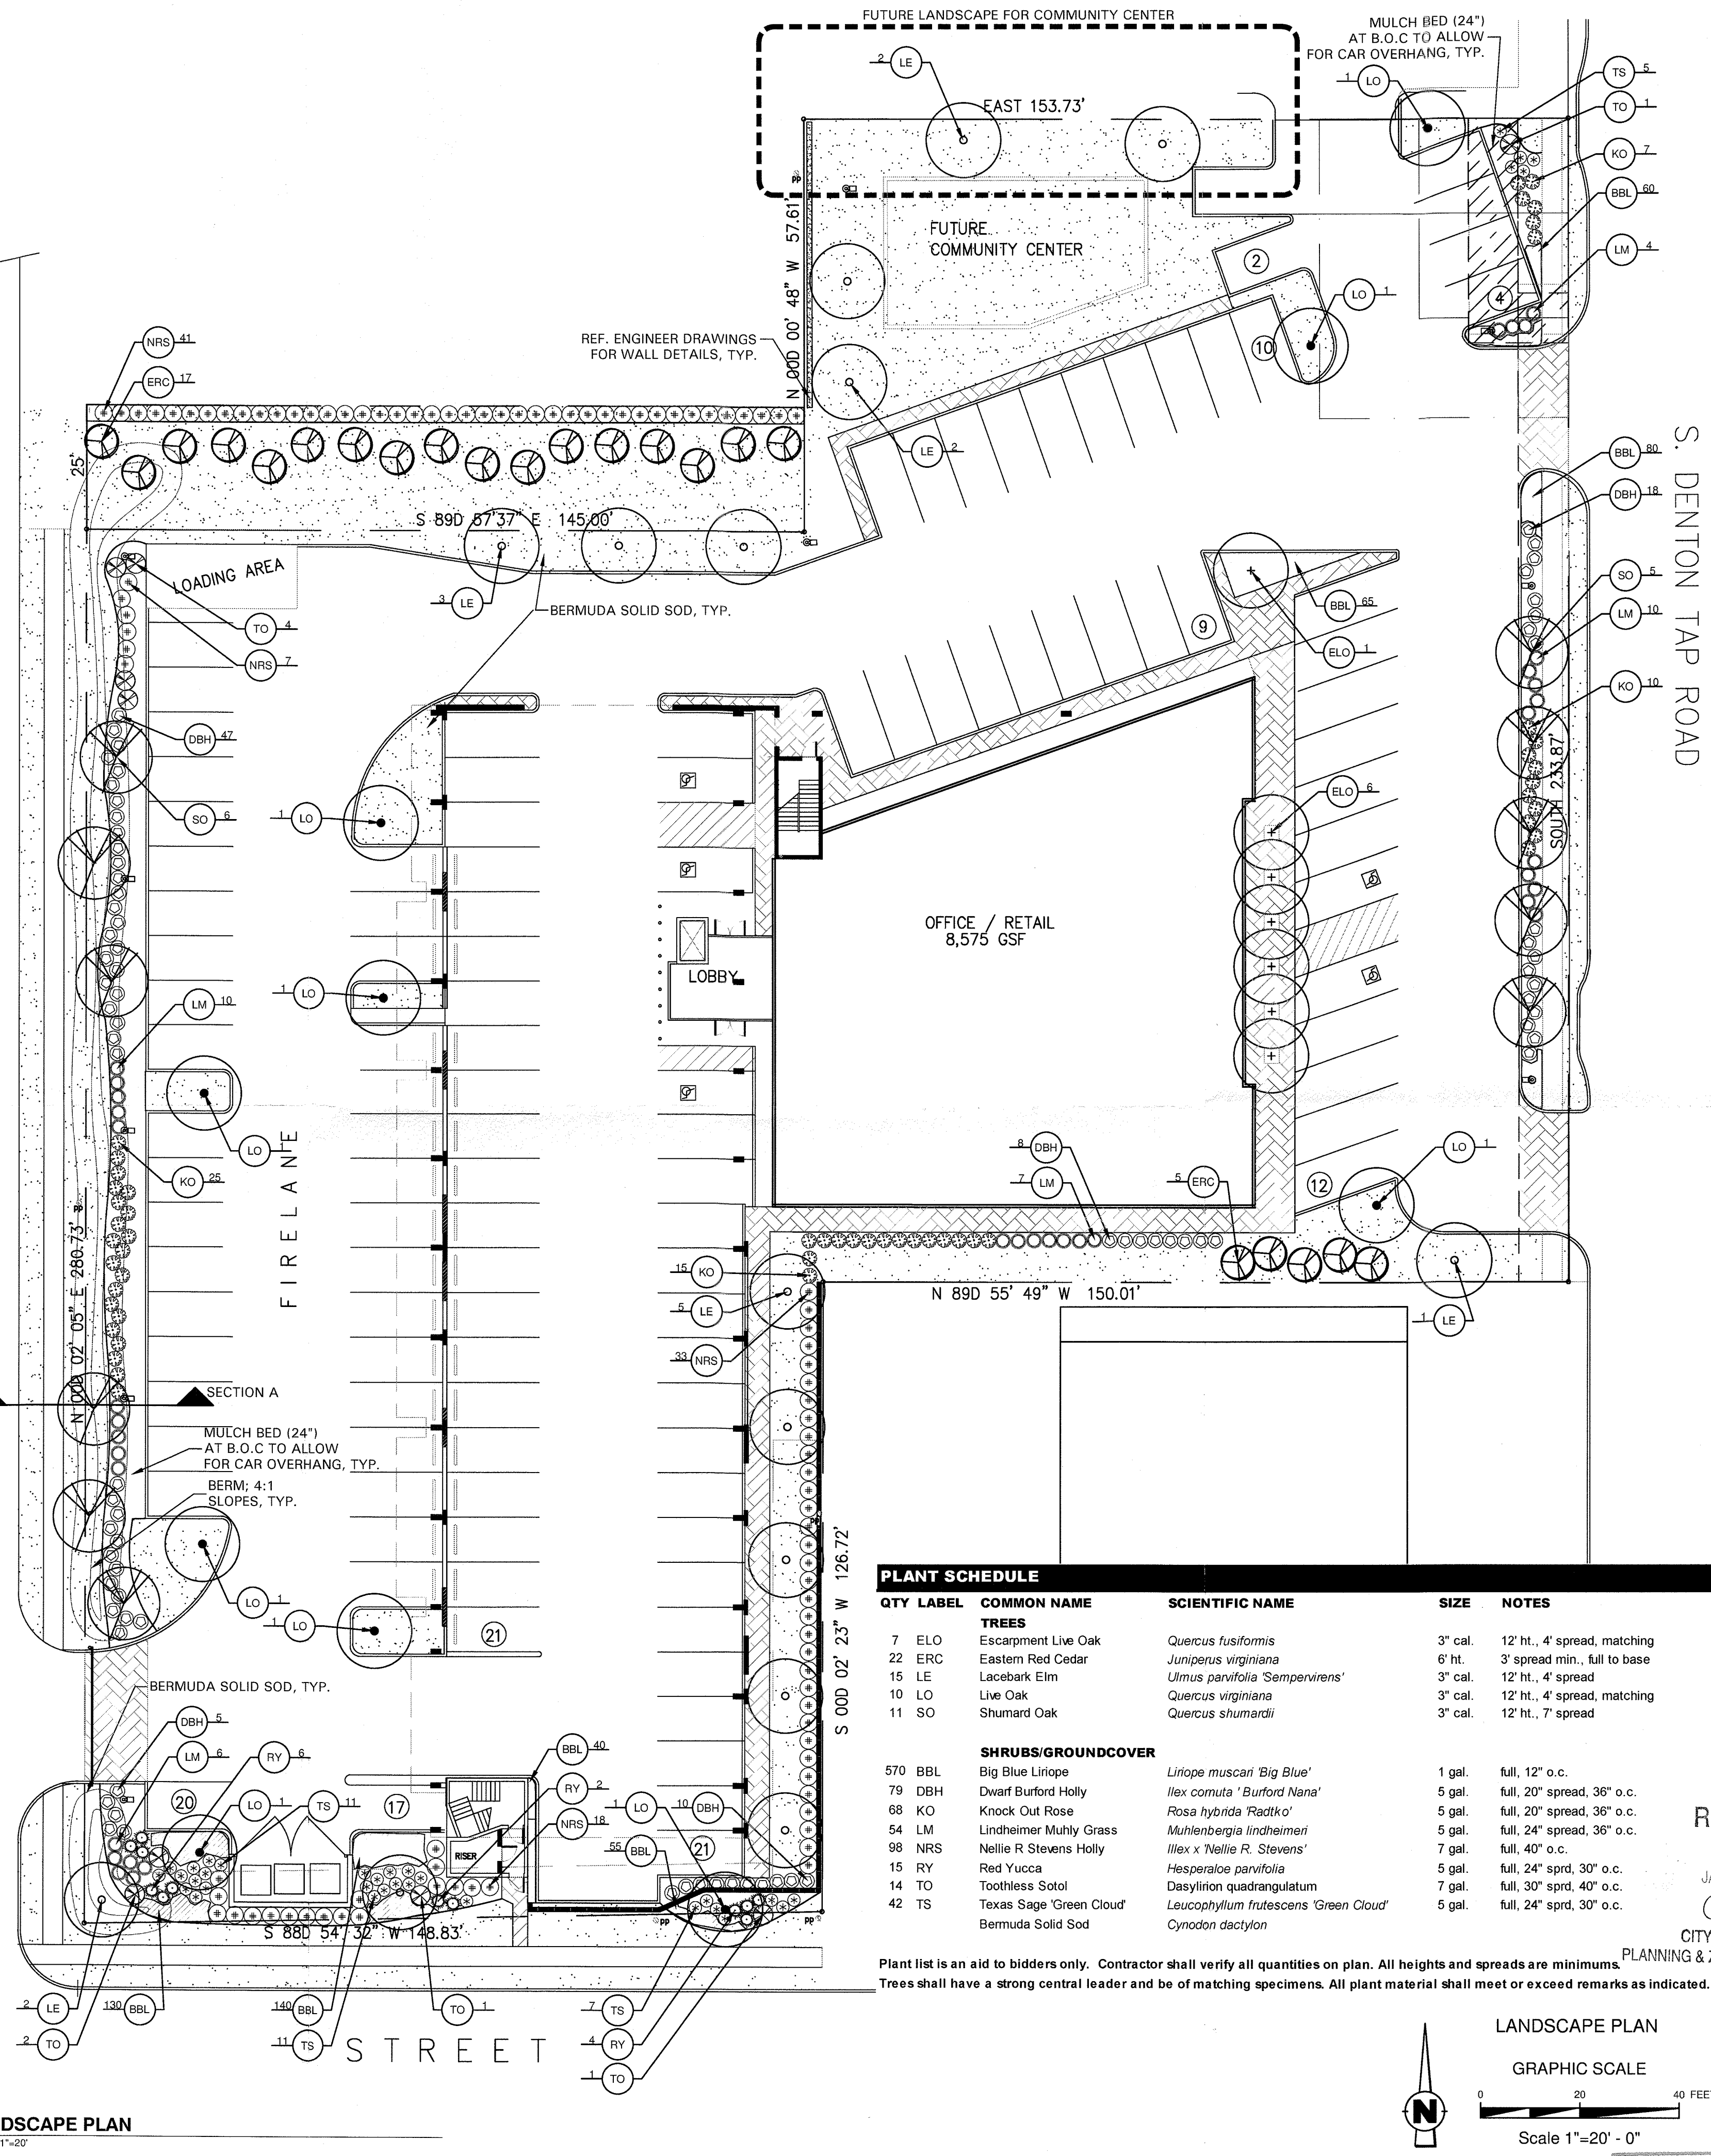 FUTURE LANDSCAPE FOR COMMUNITY CENTER
MULCH BED (24")
AT B.O.C TO ALLOW
FOR CAR OVERHANG, TYP.
2 LE
1 LO
TS 5
TO 1
KO 7
BBL 60
LM 4
EAST 153.73'
PP
N 00D 00' 48" W 57.61'
FUTURE
COMMUNITY CENTER
2
4
10
LO 1
REF. ENGINEER DRAWINGS
FOR WALL DETAILS, TYP.
NRS 41
ERC 17
LE 2
25'
S 89D 57'37" E 145.00'
BBL 80
DBH 18
SO 5
LM 10
KO 10
S. DENTON TAP ROAD
SOUTH 233.87'
LOADING AREA
3 LE
BERMUDA SOLID SOD, TYP.
TO 4
NRS 7
BBL 65
9
ELO 1
DBH 47
SO 6
1 LO
ELO 6
OFFICE / RETAIL
8,575 GSF
LOBBY
1 LO
LM 10
LO 1
KO 25
FIRELANE
PP
N 00D 02' 05" E 280.73'
8 DBH
7 LM
5 ERC
12
LO 1
15 KO
5 LE
33 NRS
N 89D 55' 49" W 150.01'
1 LE
SECTION A
MULCH BED (24")
AT B.O.C TO ALLOW
FOR CAR OVERHANG, TYP.
BERM; 4:1
SLOPES, TYP.
PP
LO 1
1 LO
21
S 00D 02' 23" W 126.72'
BERMUDA SOLID SOD, TYP.
DBH 5
LM 6
RY 6
BBL 40
RY 2
NRS 18
20
LO 1
TS 11
17
1 LO
10 DBH
55 BBL
21
RISER
S 88D 54' 32" W 148.83'
PP
PP
2 LE
130 BBL
140 BBL
TO 1
7 TS
2 TO
11 TS
4 RY
1 TO
STREET
PLANT SCHEDULE
QTY LABEL COMMON NAME SCIENTIFIC NAME SIZE NOTES
TREES
7 ELO Escarpment Live Oak Quercus fusiformis 3" cal. 12' ht., 4' spread, matching
22 ERC Eastern Red Cedar Juniperus virginiana 6' ht. 3' spread min., full to base
15 LE Lacebark Elm Ulmus parvifolia 'Sempervirens' 3" cal. 12' ht., 4' spread
10 LO Live Oak Quercus virginiana 3" cal. 12' ht., 4' spread, matching
11 SO Shumard Oak Quercus shumardii 3" cal. 12' ht., 7' spread
SHRUBS/GROUNDCOVER
570 BBL Big Blue Liriope Liriope muscari 'Big Blue' 1 gal. full, 12" o.c.
79 DBH Dwarf Burford Holly Ilex cornuta ' Burford Nana' 5 gal. full, 20" spread, 36" o.c.
68 KO Knock Out Rose Rosa hybrida 'Radtko' 5 gal. full, 20" spread, 36" o.c.
54 LM Lindheimer Muhly Grass Muhlenbergia lindheimeri 5 gal. full, 24" spread, 36" o.c.
98 NRS Nellie R Stevens Holly Illex x 'Nellie R. Stevens' 7 gal. full, 40" o.c.
15 RY Red Yucca Hesperaloe parvifolia 5 gal. full, 24" sprd, 30" o.c.
14 TO Toothless Sotol Dasylirion quadrangulatum 7 gal. full, 30" sprd, 40" o.c.
42 TS Texas Sage 'Green Cloud' Leucophyllum frutescens 'Green Cloud' 5 gal. full, 24" sprd, 30" o.c.
Bermuda Solid Sod Cynodon dactylon
Plant list is an aid to bidders only. Contractor shall verify all quantities on plan. All heights and spreads are minimums.
Trees shall have a strong central leader and be of matching specimens. All plant material shall meet or exceed remarks as indicated.
R
JA
CITY
PLANNING &
LANDSCAPE PLAN
GRAPHIC SCALE
0 20 40 FEET
Scale 1"=20' - 0"
N
DSCAPE PLAN
1"=20'